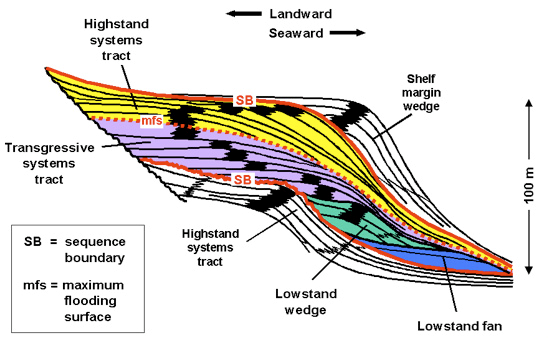 Landward
Seaward
Highstand
systems
tract
SB
Shelf
margin
wedge
mfs
Transgressive
systems
tract
SB
100 m
Highstand
systems
tract
SB = sequence
boundary
mfs = maximum
flooding
surface
Lowstand
wedge
Lowstand fan